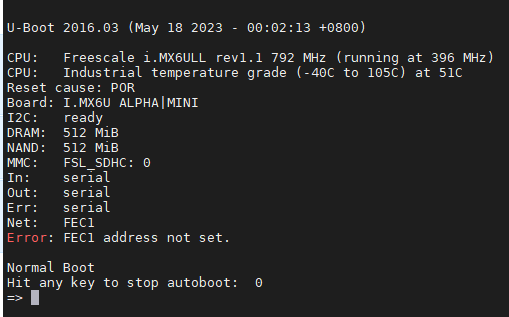 U-Boot 2016.03 (May 18 2023 - 00:02:13 +0800)
CPU:   Freescale i.MX6ULL rev1.1 792 MHz (running at 396 MHz)
CPU:   Industrial temperature grade (-40C to 105C) at 51C
Reset cause: POR
Board: I.MX6U ALPHA|MINI
I2C:   ready
DRAM:  512 MiB
NAND:  512 MiB
MMC:   FSL_SDHC: 0
In:    serial
Out:   serial
Err:   serial
Net:   FEC1
Error: FEC1 address not set.
Normal Boot
Hit any key to stop autoboot:  0
=>